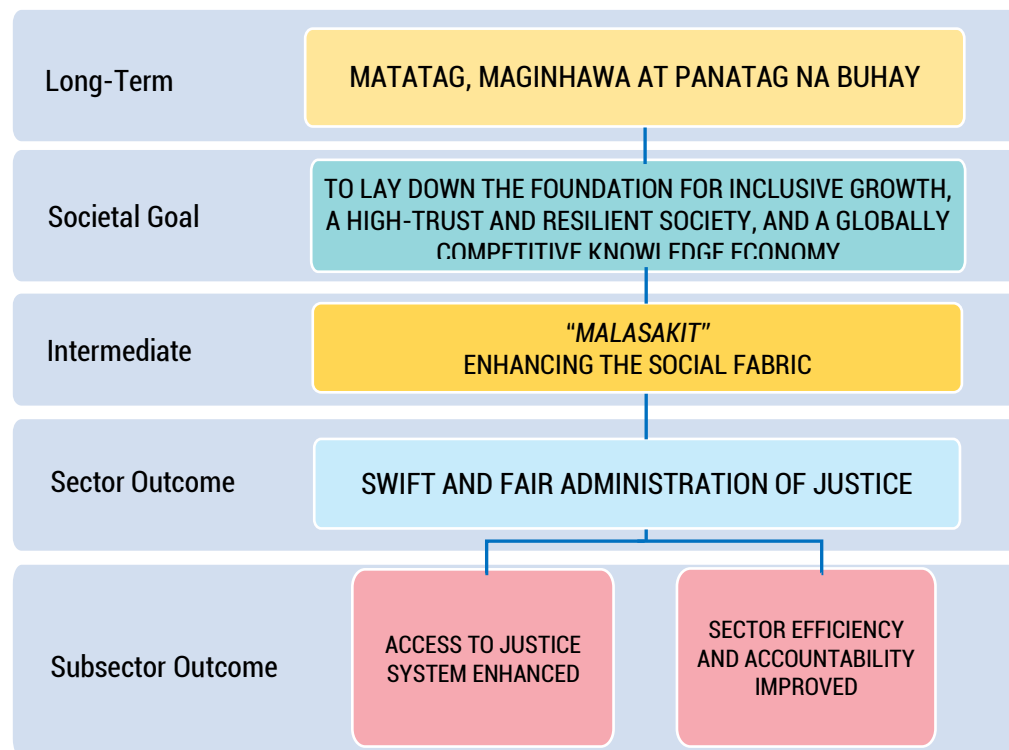 Long-Term
MATATAG, MAGINHAWA AT PANATAG NA BUHAY
Societal Goal
TO LAY DOWN THE FOUNDATION FOR INCLUSIVE GROWTH,
A HIGH-TRUST AND RESILIENT SOCIETY, AND A GLOBALLY
COMPETITIVE KNOWLEDGE ECONOMY
Intermediate
“MALASAKIT”
ENHANCING THE SOCIAL FABRIC
Sector Outcome
SWIFT AND FAIR ADMINISTRATION OF JUSTICE
Subsector Outcome
ACCESS TO JUSTICE
SYSTEM ENHANCED
SECTOR EFFICIENCY
AND ACCOUNTABILITY
IMPROVED